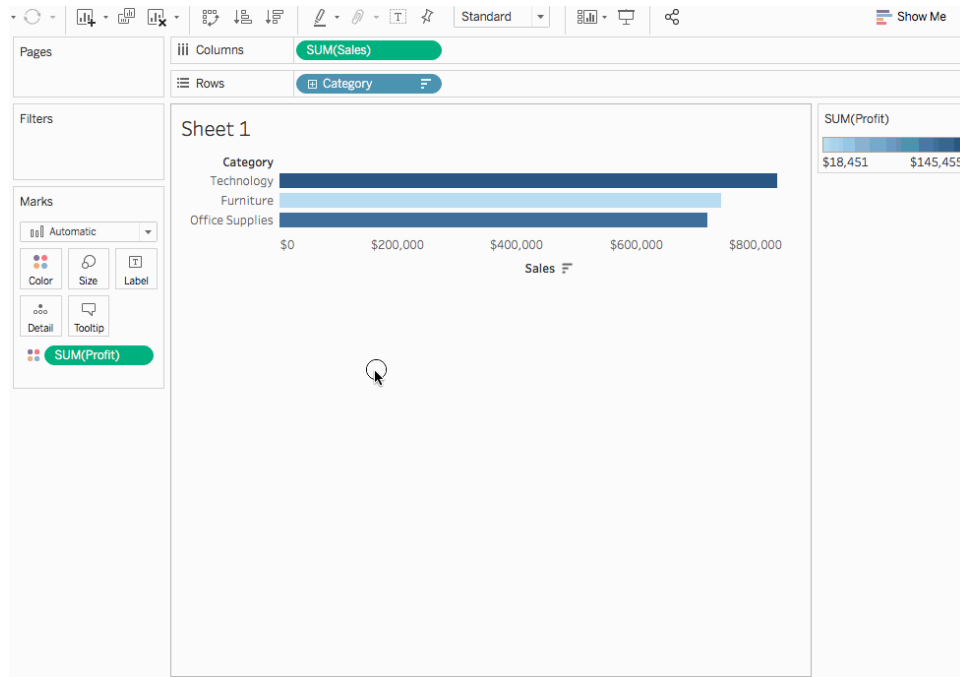 Standard
Show Me
Pages
Columns
SUM(Sales)
Rows
Category
Filters
Sheet 1
SUM(Profit)
$18,451
$145,455
Category
Technology
Furniture
Office Supplies
$0
$200,000
$400,000
$600,000
$800,000
Sales
Marks
Automatic
Color
Size
T
Label
Detail
Tooltip
SUM(Profit)